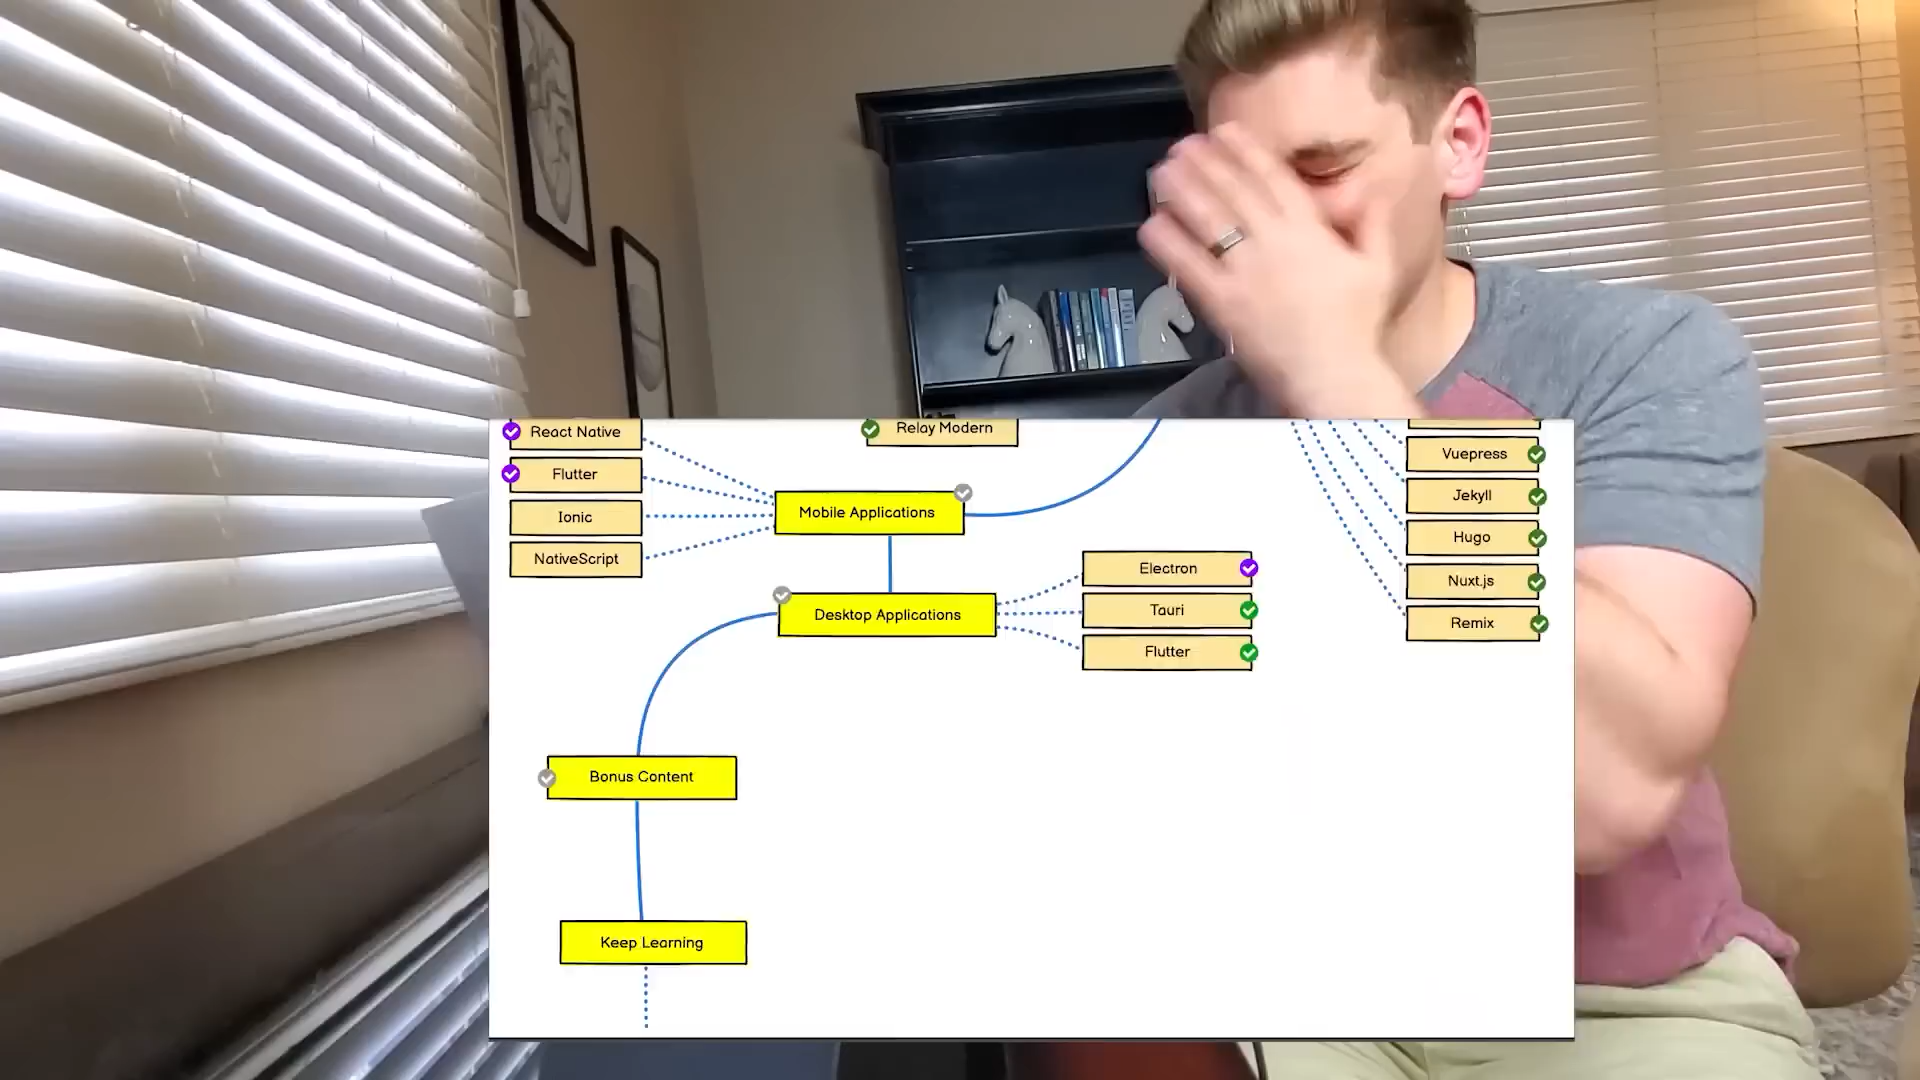 React Native
Flutter
Ionic
NativeScript
Relay Modern
Mobile Applications
Desktop Applications
Electron
Tauri
Flutter
Vuepress
Jekyll
Hugo
Nuxt.js
Remix
Bonus Content
Keep Learning